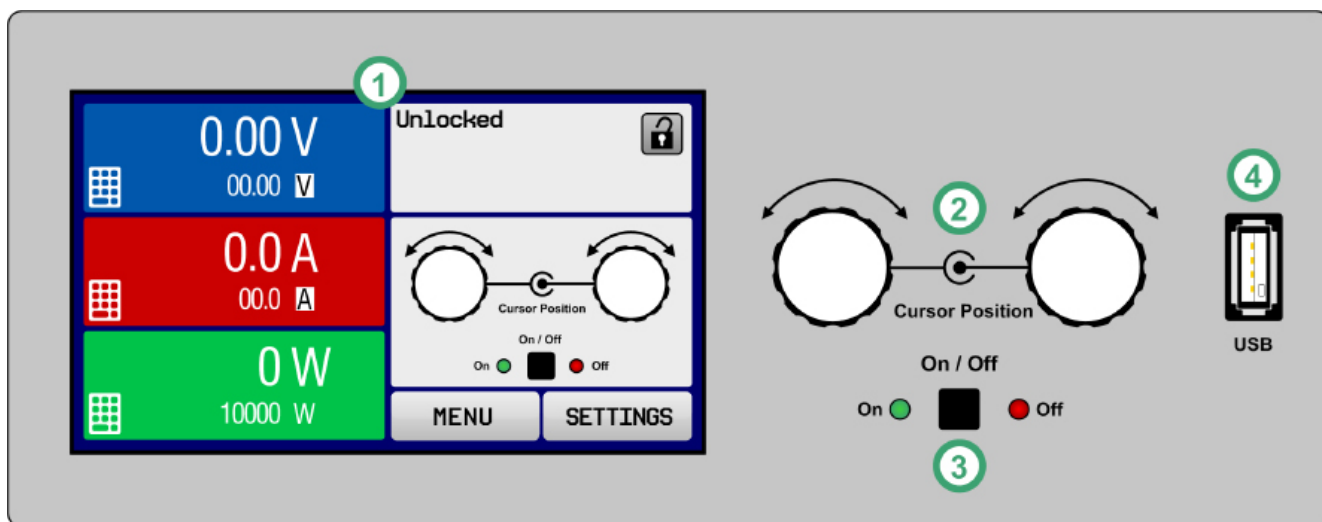 1
0.00 V
00.00 V
0.0 A
00.0 A
0 W
10000 W
Unlocked
Cursor Position
On / Off
On Off
MENU SETTINGS
2
Cursor Position
On / Off
On Off
3
4
USB